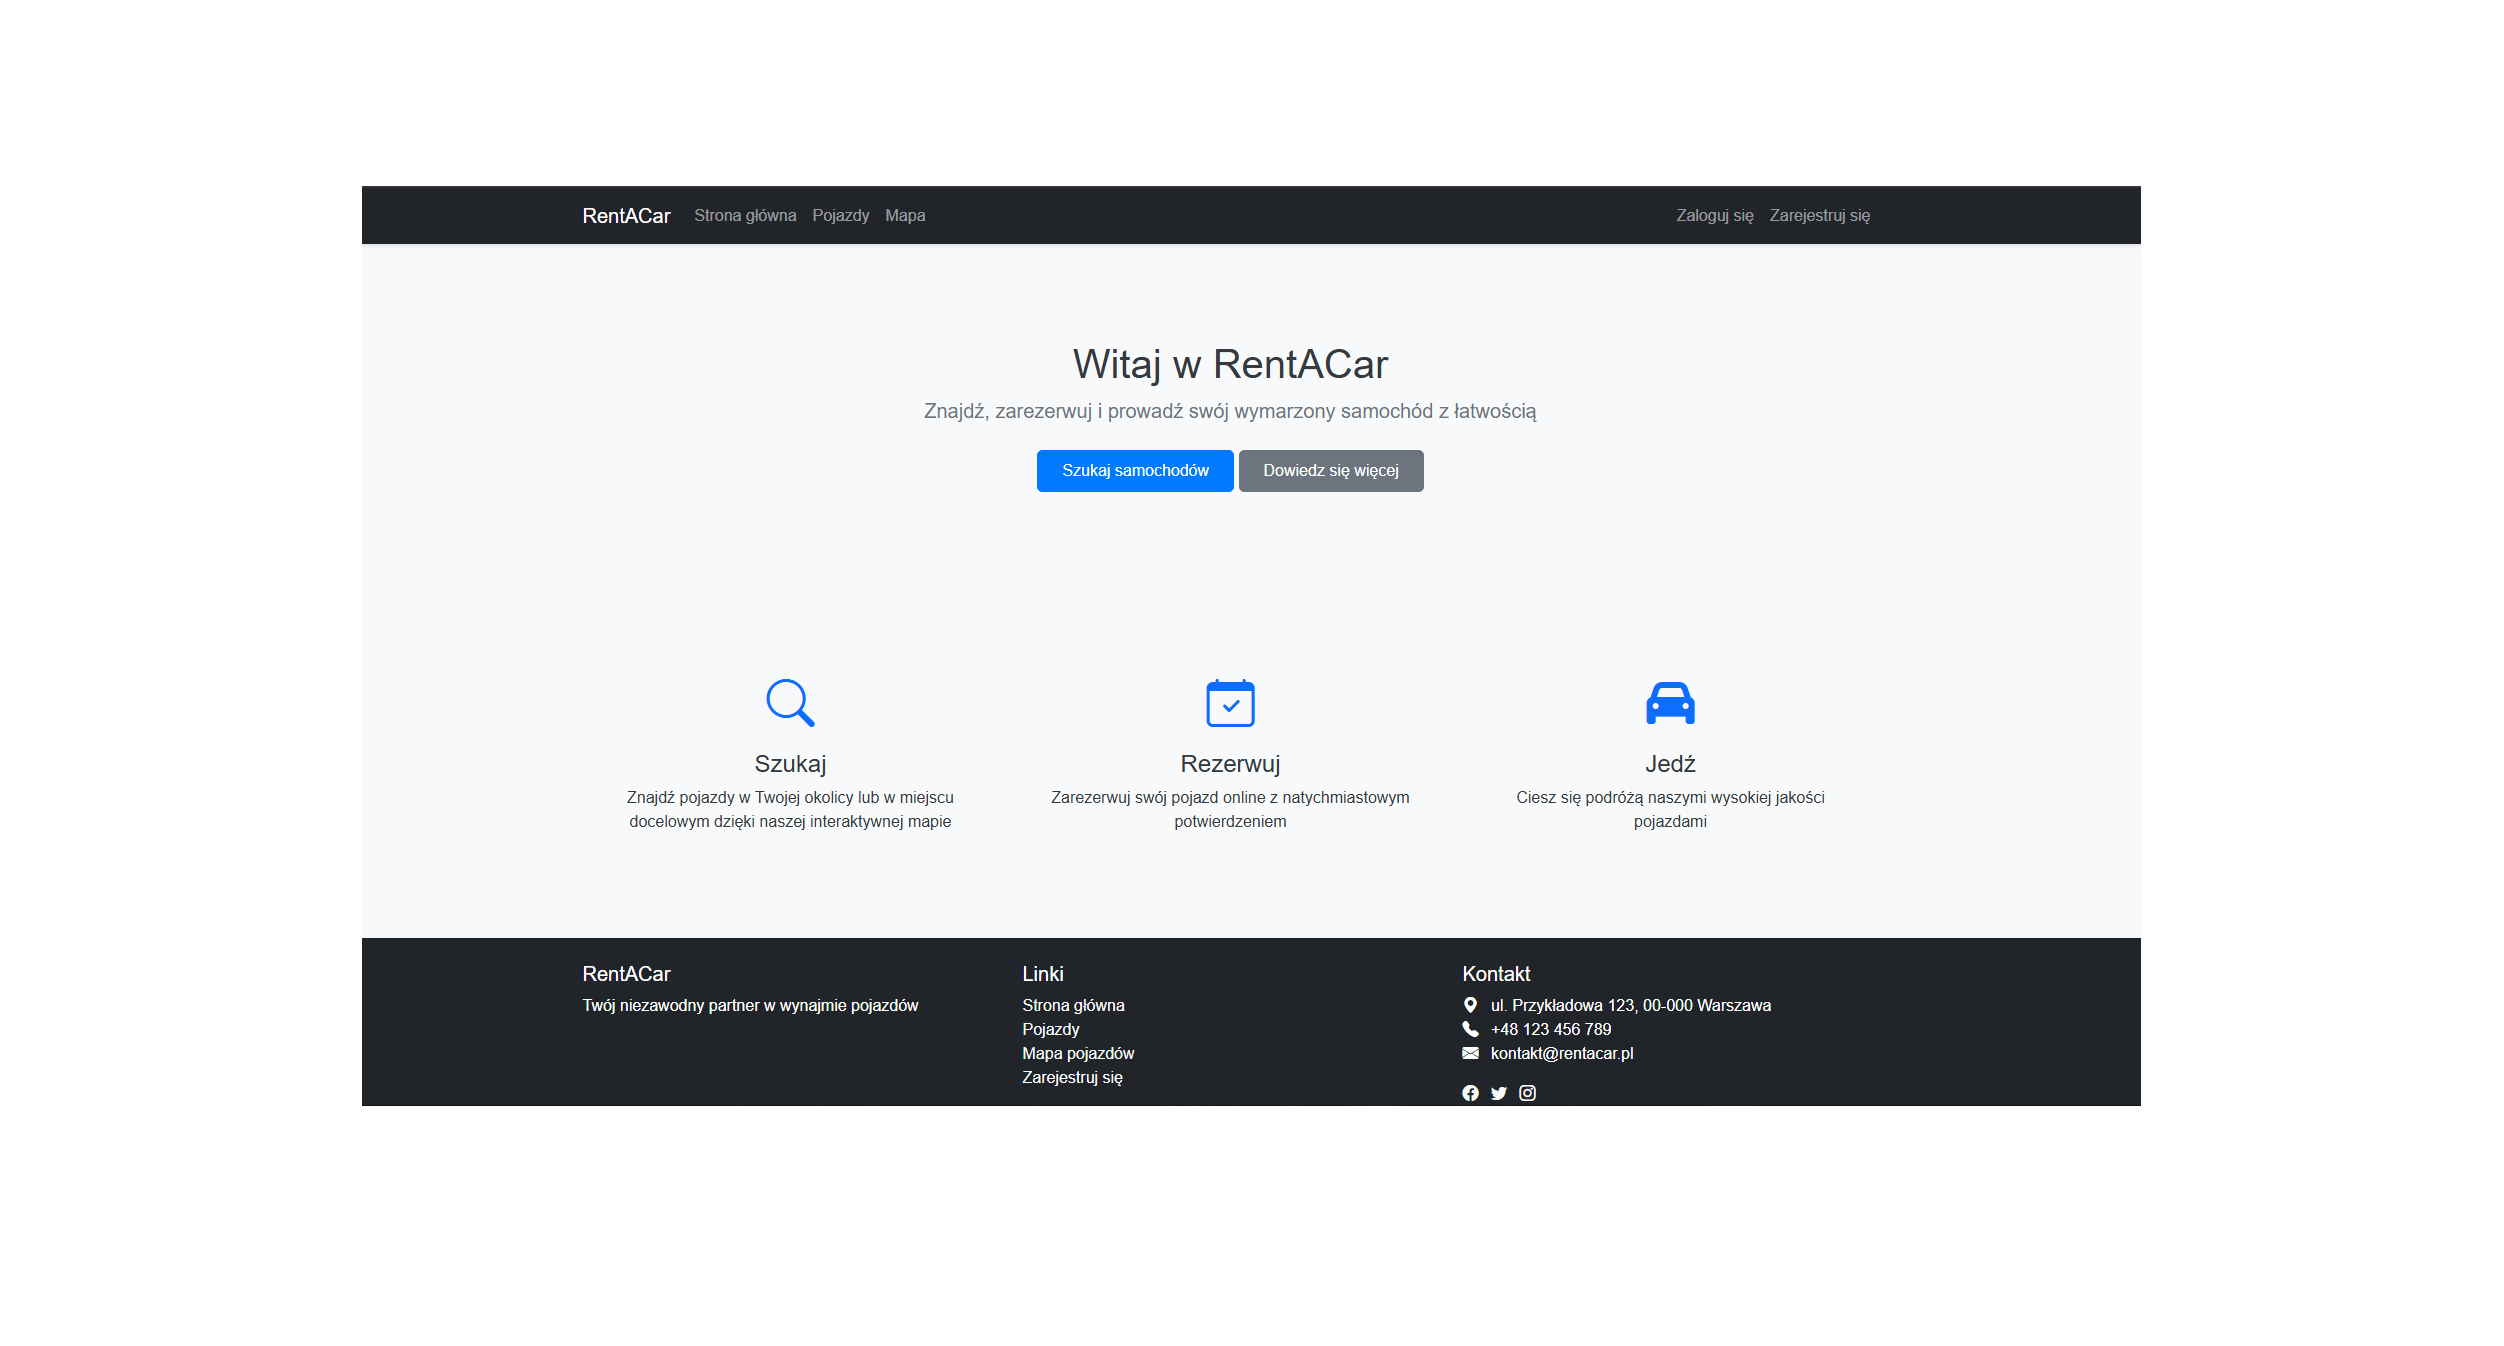 RentACar Strona główna Pojazdy Mapa Zaloguj się Zarejestruj się
Witaj w RentACar
Znajdź, zarezerwuj i prowadź swój wymarzony samochód z łatwością
Szukaj samochodów Dowiedz się więcej
Szukaj
Znajdź pojazdy w Twojej okolicy lub w miejscu
docelowym dzięki naszej interaktywnej mapie
Rezerwuj
Zarezerwuj swój pojazd online z natychmiastowym
potwierdzeniem
Jedź
Ciesz się podróżą naszymi wysokiej jakości
pojazdami
RentACar
Twój niezawodny partner w wynajmie pojazdów
Linki
Strona główna
Pojazdy
Mapa pojazdów
Zarejestruj się
Kontakt
ul. Przykładowa 123, 00-000 Warszawa
+48 123 456 789
kontakt@rentacar.pl